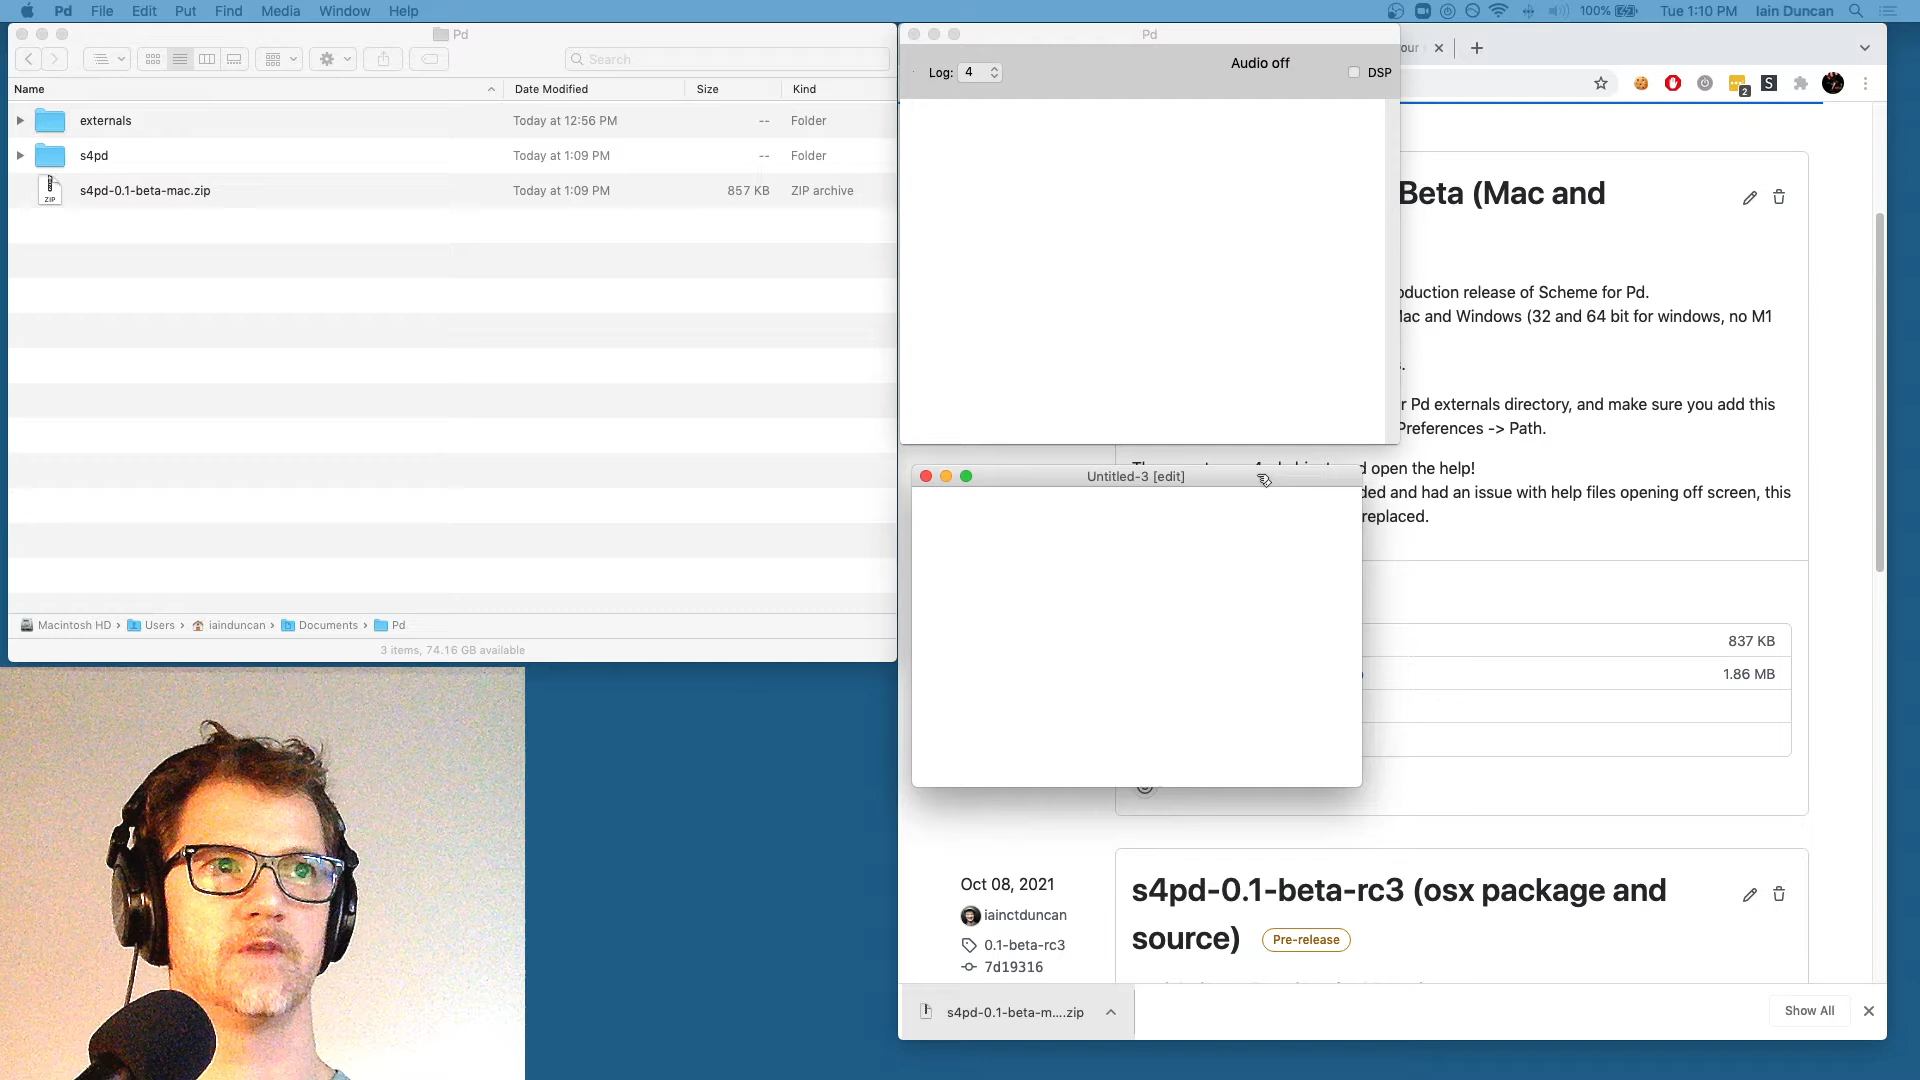 Pd File Edit Put Find Media Window Help
100% Tue 1:10 PM Iain Duncan
Pd
Search
Name Date Modified Size Kind
externals Today at 12:56 PM -- Folder
s4pd Today at 1:09 PM -- Folder
ZIP
s4pd-0.1-beta-mac.zip Today at 1:09 PM 857 KB ZIP archive
Macintosh HD › Users › iainduncan › Documents › Pd
3 items, 74.16 GB available
Pd
Log: 4 Audio off DSP
our
2
S
Beta (Mac and
oduction release of Scheme for Pd.
Mac and Windows (32 and 64 bit for windows, no M1
r Pd externals directory, and make sure you add this
Preferences -> Path.
d open the help!
ded and had an issue with help files opening off screen, this
replaced.
Untitled-3 [edit]
837 KB
1.86 MB
Oct 08, 2021
iainctduncan
0.1-beta-rc3
7d19316
s4pd-0.1-beta-rc3 (osx package and
source) Pre-release
s4pd-0.1-beta-m....zip
Show All